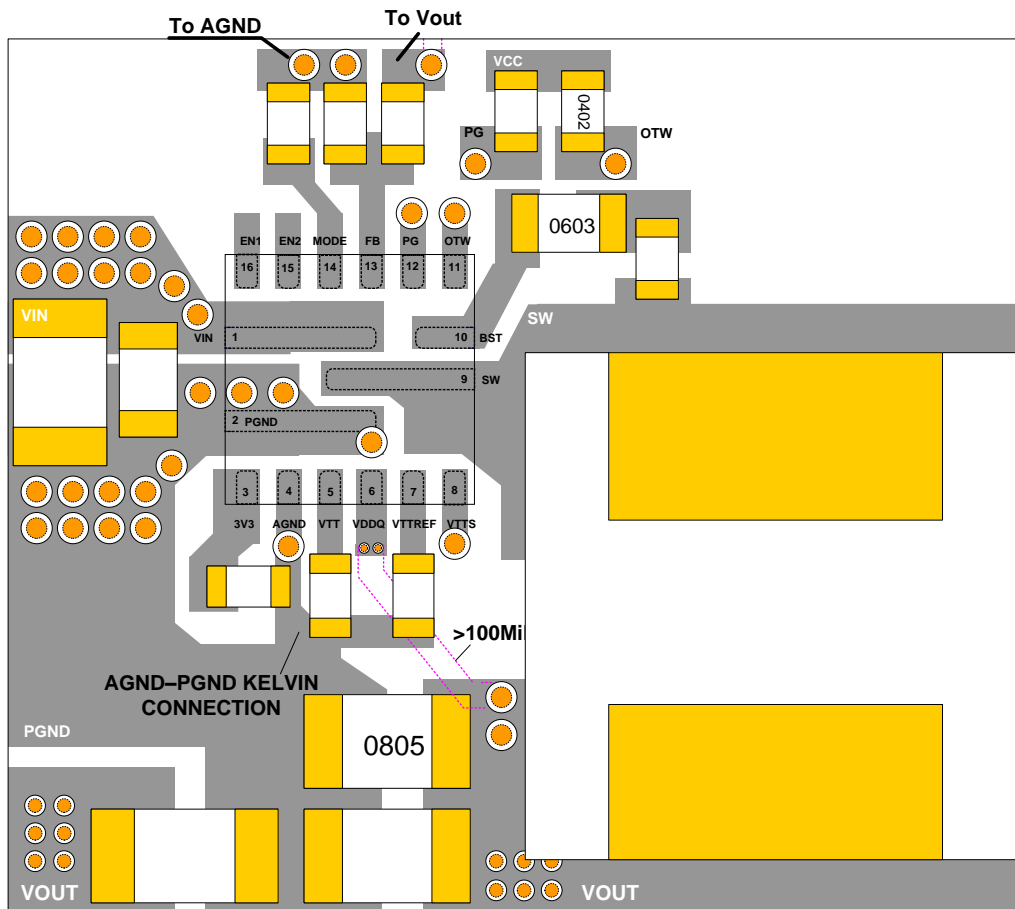 To AGND
To Vout
VCC
0402
PG
OTW
0603
EN1 EN2 MODE FB PG OTW
16 15 14 13 12 11
VIN
SW
VIN 1 10 BST
9 SW
2 PGND
3 4 5 6 7 8
3V3 AGND VTT VDDQ VTTREF VTTS
>100Mil
AGND–PGND KELVIN
CONNECTION
PGND
0805
VOUT
VOUT